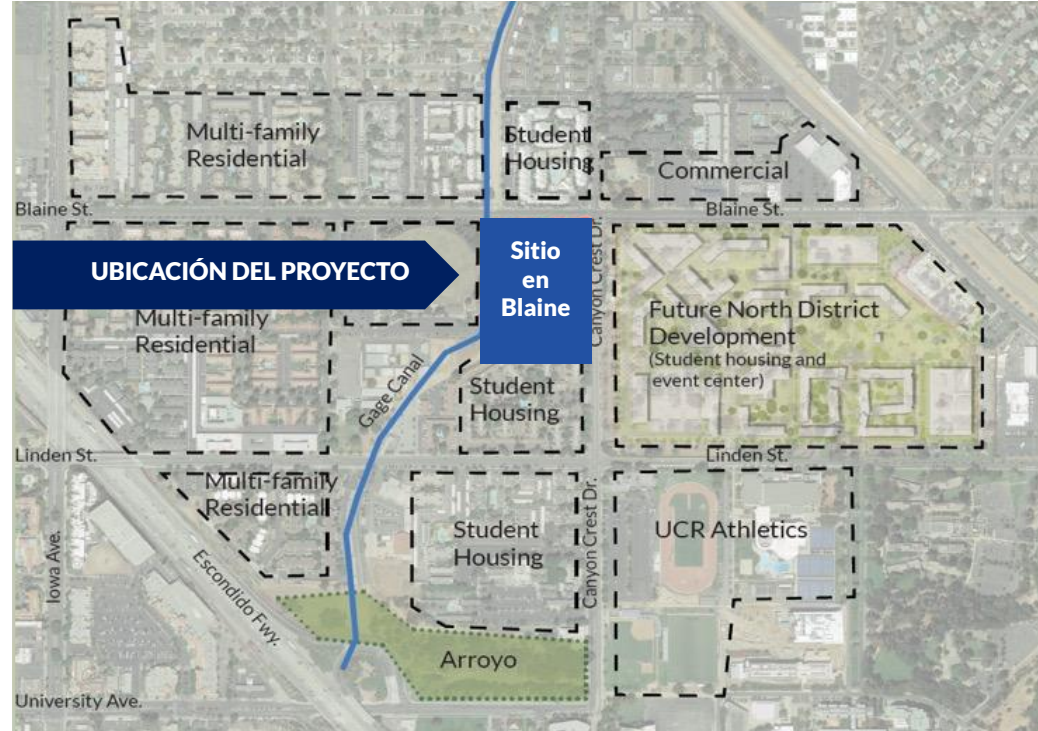 Multi-family
Residential
Student
Housing
Commercial
Blaine St.
Blaine St.
UBICACIÓN DEL PROYECTO
Sitio
en
Blaine
Canyon Crest Dr.
Multi-family
Residential
Future North District
Development
(Student housing and
event center)
Gage Canal
Student
Housing
Linden St.
Linden St.
Multi-family
Residential
Student
Housing
Canyon Crest Dr.
UCR Athletics
Iowa Ave.
Escondido Fwy.
Arroyo
University Ave.